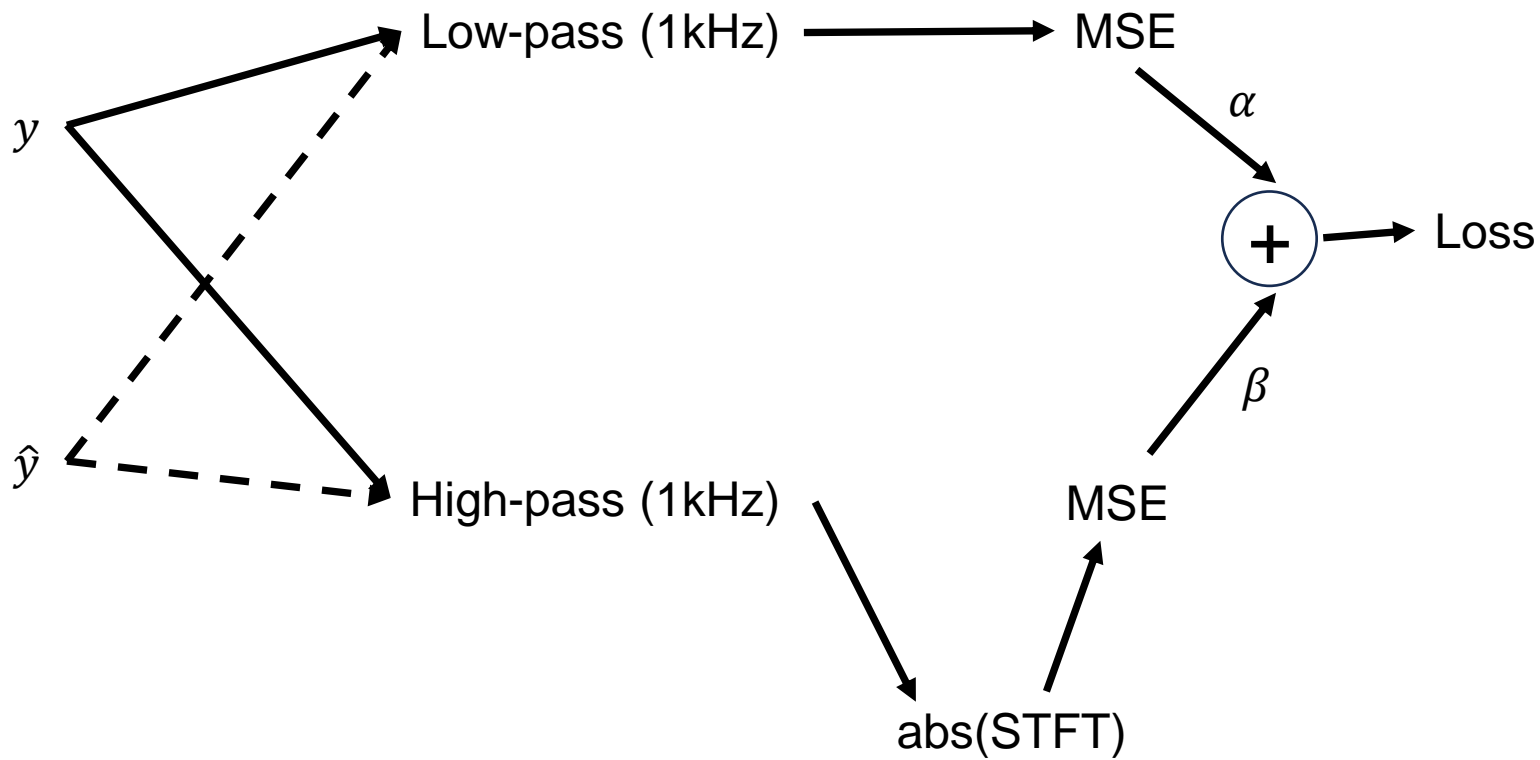 Low-pass (1kHz)
MSE
α
y
+
Loss
β
ŷ
High-pass (1kHz)
MSE
abs(STFT)